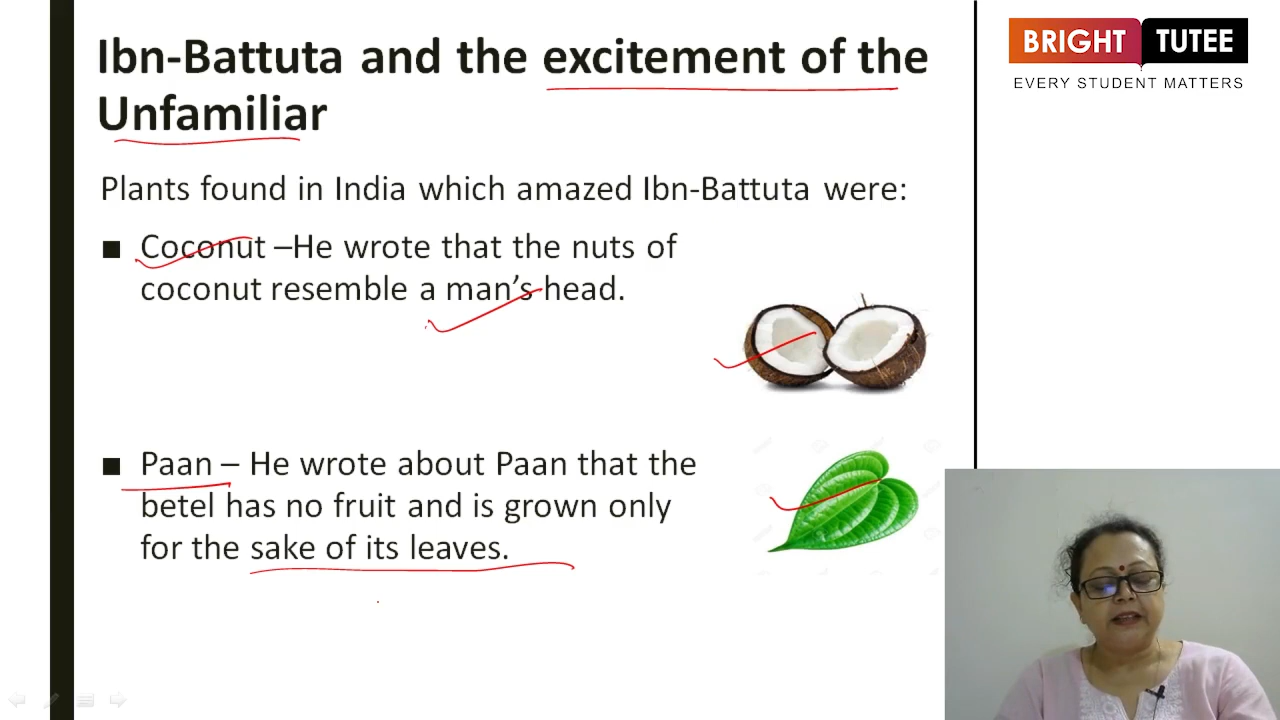 Ibn-Battuta and the excitement of the
Unfamiliar
BRIGHT TUTEE
EVERY STUDENT MATTERS
Plants found in India which amazed Ibn-Battuta were:
■ Coconut –He wrote that the nuts of
coconut resemble a man’s head.
■ Paan – He wrote about Paan that the
betel has no fruit and is grown only
for the sake of its leaves.